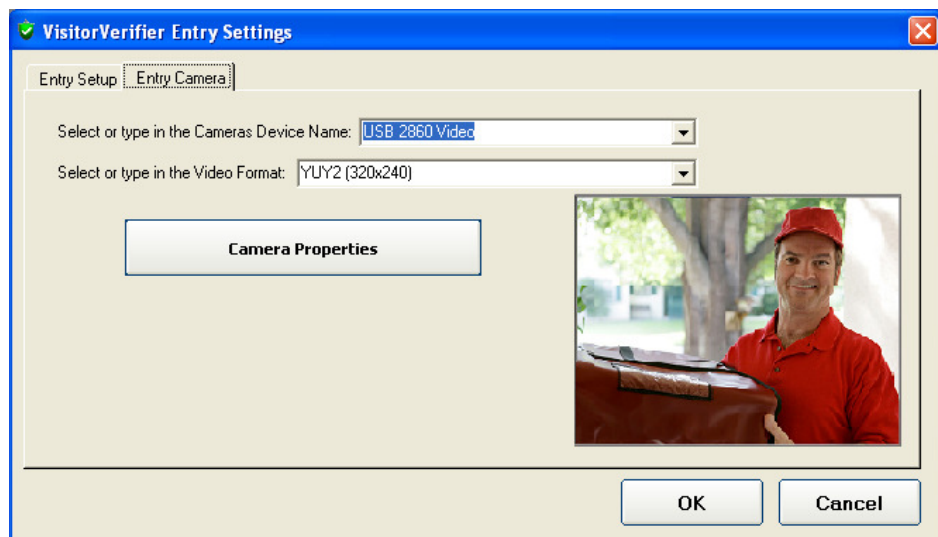 VisitorVerifier Entry Settings
Entry Setup Entry Camera
Select or type in the Cameras Device Name: USB 2860 Video
Select or type in the Video Format: YUY2 (320x240)
Camera Properties
OK Cancel